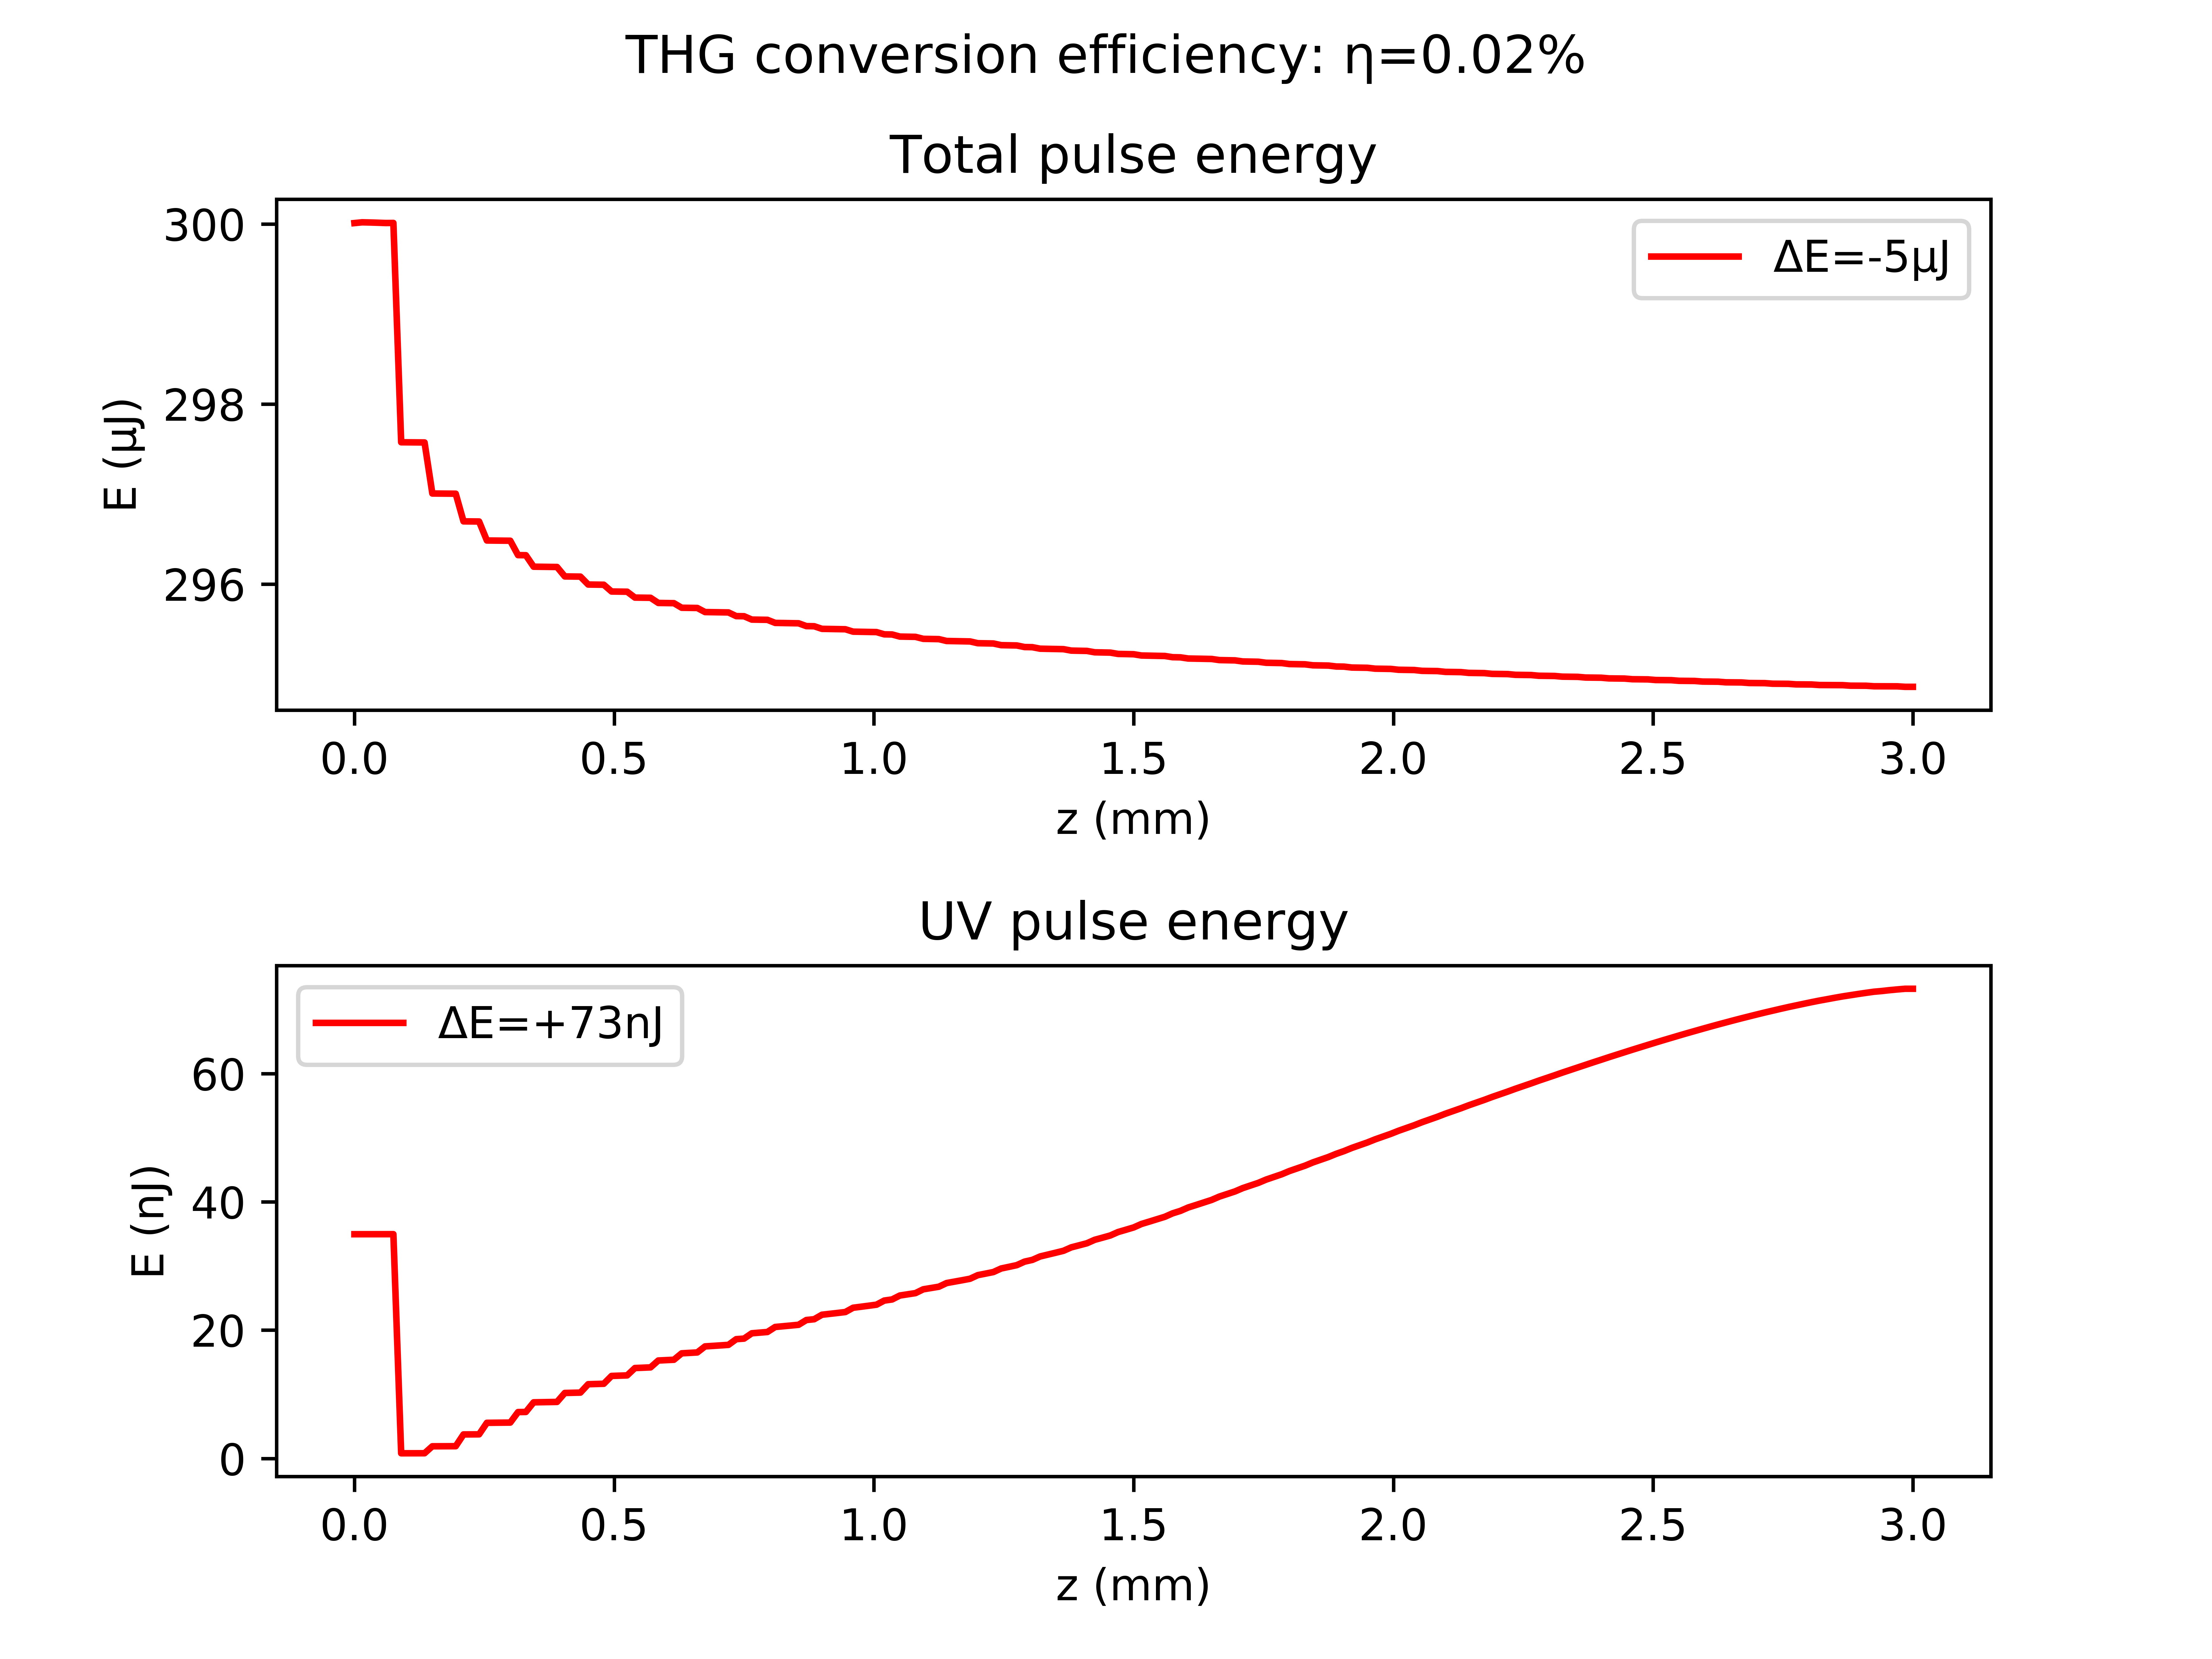 THG conversion efficiency: η=0.02%
Total pulse energy
300
298
296
E (μJ)
ΔE=-5μJ
0.0 0.5 1.0 1.5 2.0 2.5 3.0
z (mm)
UV pulse energy
ΔE=+73nJ
60
40
20
0
E (nJ)
0.0 0.5 1.0 1.5 2.0 2.5 3.0
z (mm)